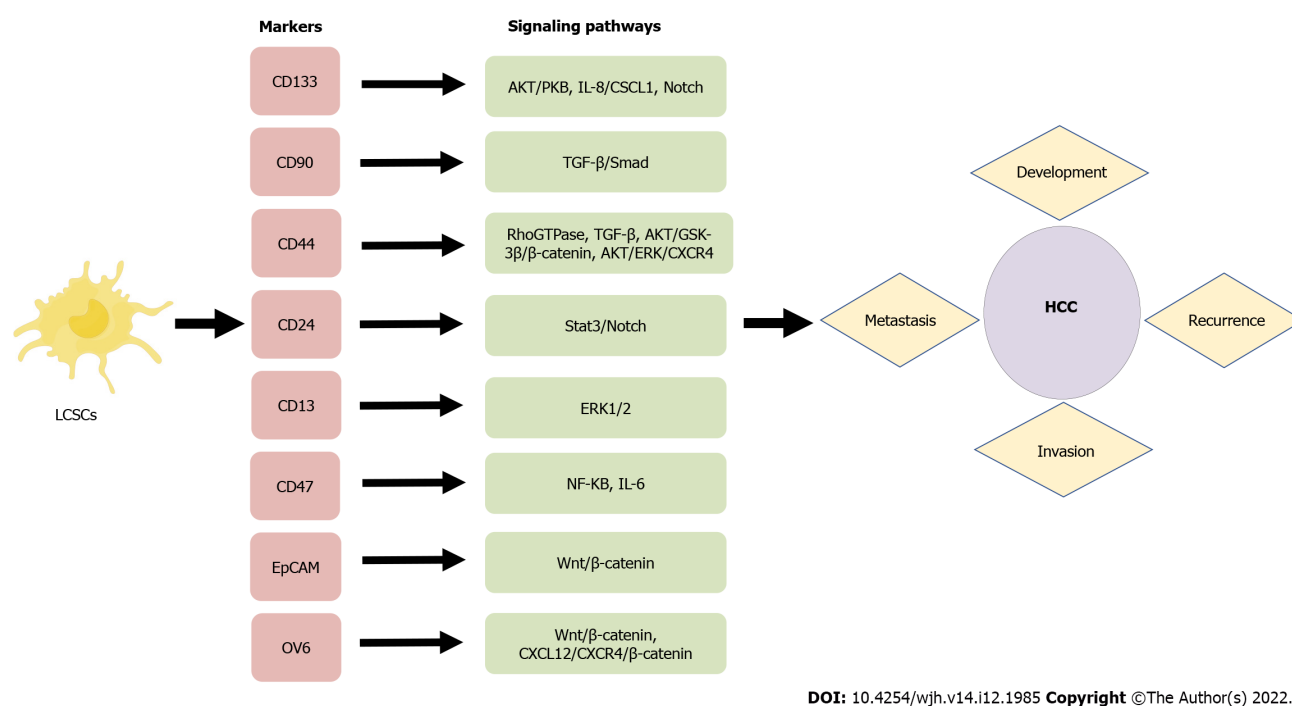 Markers
Signaling pathways
CD133
AKT/PKB, IL-8/CSCL1, Notch
CD90
TGF-β/Smad
CD44
RhoGTPase, TGF-β, AKT/GSK-
3β/β-catenin, AKT/ERK/CXCR4
CD24
Stat3/Notch
CD13
ERK1/2
CD47
NF-KB, IL-6
EpCAM
Wnt/β-catenin
OV6
Wnt/β-catenin,
CXCL12/CXCR4/β-catenin
LCSCs
Development
Metastasis
HCC
Recurrence
Invasion
DOI: 10.4254/wjh.v14.i12.1985 Copyright ©The Author(s) 2022.